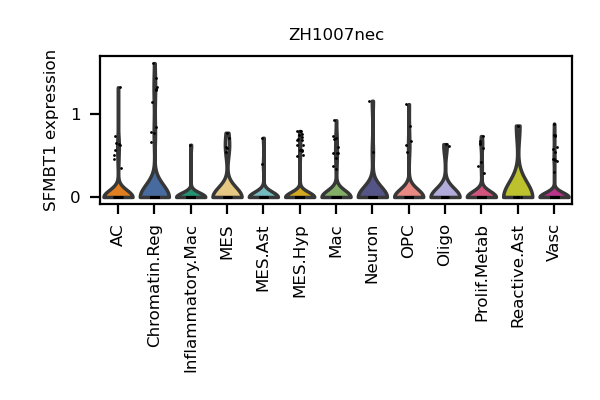 ZH1007nec
SFMBT1 expression
1
0
AC
Chromatin.Reg
Inflammatory.Mac
MES
MES.Ast
MES.Hyp
Mac
Neuron
OPC
Oligo
Prolif.Metab
Reactive.Ast
Vasc